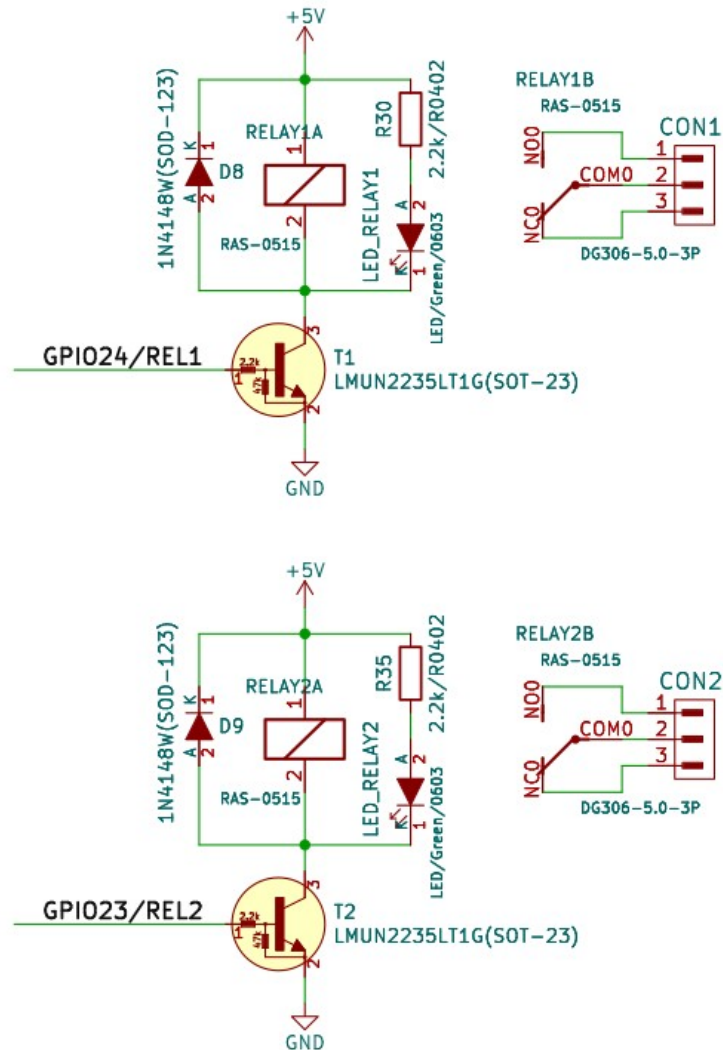 +5V
1N4148W(SOD-123)
K 1
D8
A 2
RELAY1A
1
2
RAS-0515
R30
2.2k/R0402
LED_RELAY1
A 2
K 1
LED/Green/0603
RELAY1B
RAS-0515
NO0
COM0
NC0
CON1
1
2
3
DG306-5.0-3P
GPIO24/REL1
1
2.2k
47k
3
2
T1
LMUN2235LT1G(SOT-23)
GND
+5V
1N4148W(SOD-123)
K 1
D9
A 2
RELAY2A
1
2
RAS-0515
R35
2.2k/R0402
LED_RELAY2
A 2
K 1
LED/Green/0603
RELAY2B
RAS-0515
NO0
COM0
NC0
CON2
1
2
3
DG306-5.0-3P
GPIO23/REL2
1
2.2k
47k
3
2
T2
LMUN2235LT1G(SOT-23)
GND